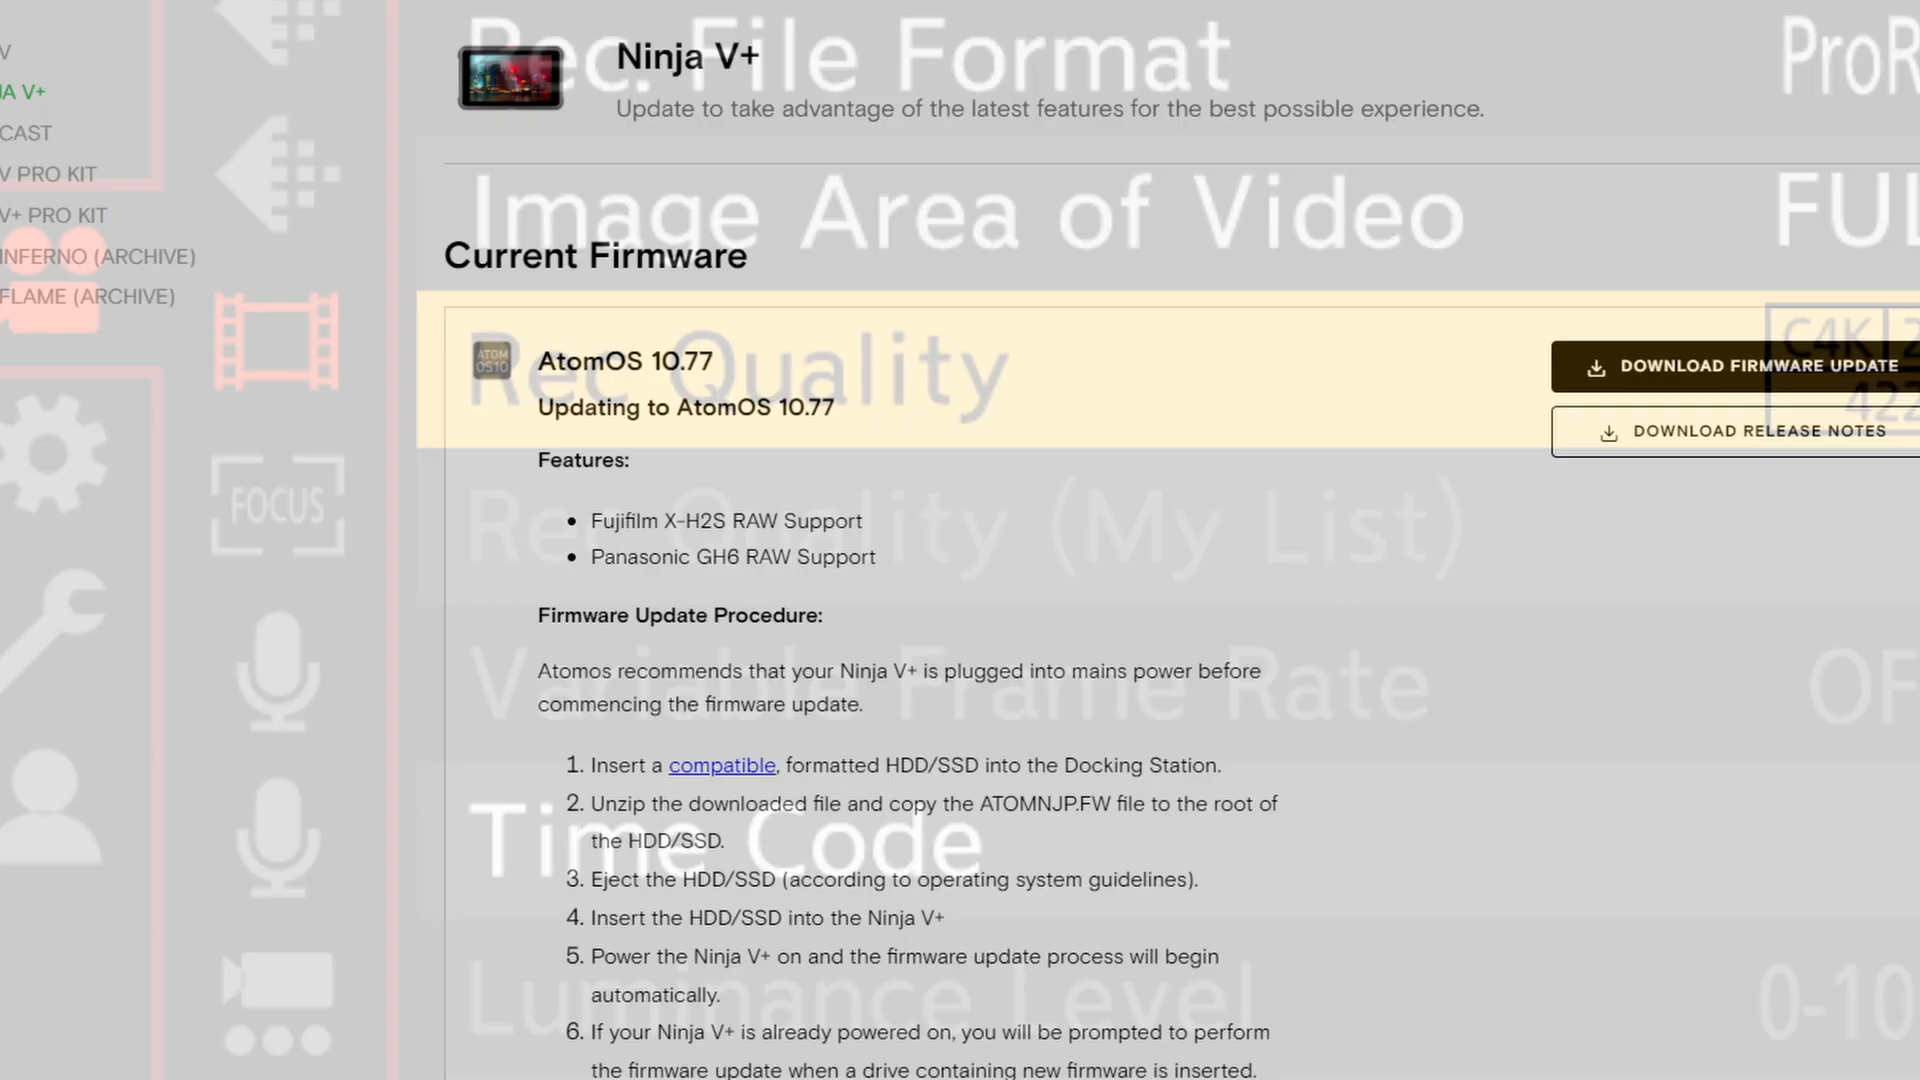 Rec. File Format
ProR
V
Ninja V+
JA V+
Update to take advantage of the latest features for the best possible experience.
CAST
V PRO KIT
V+ PRO KIT
Image Area of Video
FUL
INFERNO (ARCHIVE)
FLAME (ARCHIVE)
Current Firmware
Rec Quality
C4K
422
ATOM
OS10
AtomOS 10.77
DOWNLOAD FIRMWARE UPDATE
Updating to AtomOS 10.77
DOWNLOAD RELEASE NOTES
Features:
FOCUS
Rec Quality (My List)
• Fujifilm X-H2S RAW Support
• Panasonic GH6 RAW Support
Firmware Update Procedure:
Variable Frame Rate
OF
Atomos recommends that your Ninja V+ is plugged into mains power before
commencing the firmware update.
1. Insert a compatible, formatted HDD/SSD into the Docking Station.
2. Unzip the downloaded file and copy the ATOMNJP.FW file to the root of
the HDD/SSD.
Time Code
3. Eject the HDD/SSD (according to operating system guidelines).
4. Insert the HDD/SSD into the Ninja V+
5. Power the Ninja V+ on and the firmware update process will begin
automatically.
Luminance Level
0-10
6. If your Ninja V+ is already powered on, you will be prompted to perform
the firmware update when a drive containing new firmware is inserted.